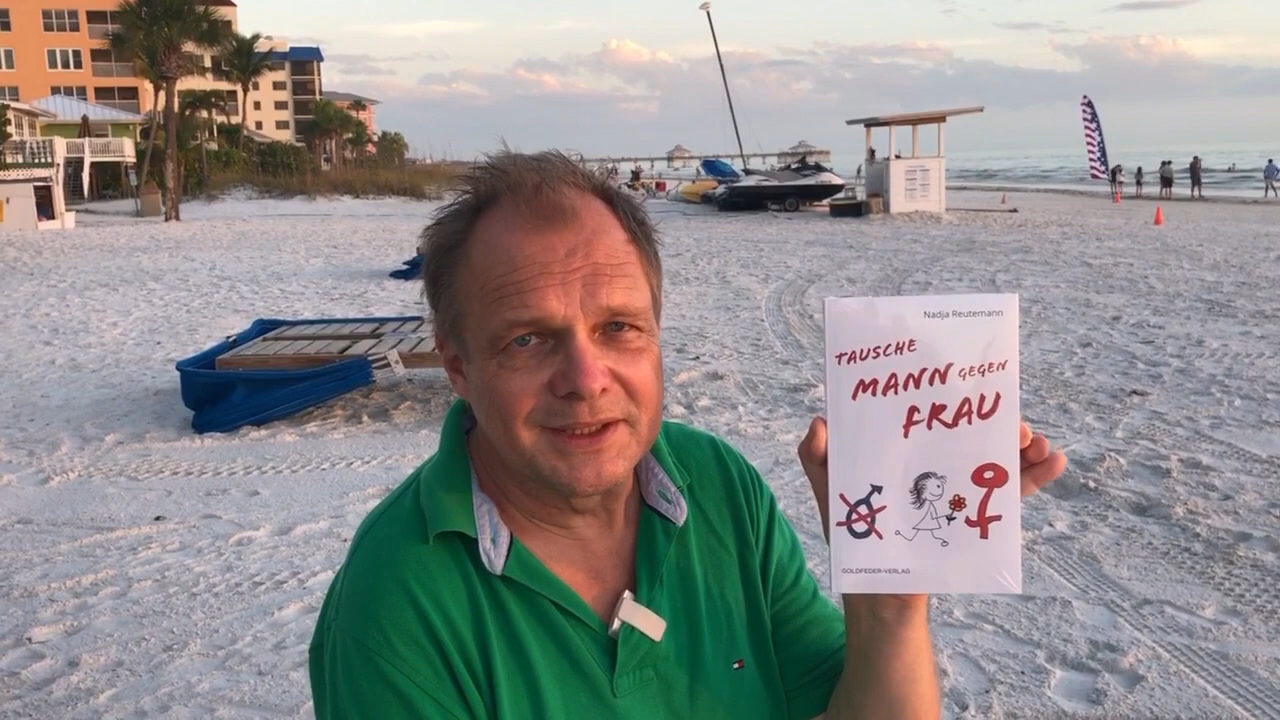 Nadja Reutemann
TAUSCHE
MANN GEGEN
FRAU
GOLDFEDER-VERLAG